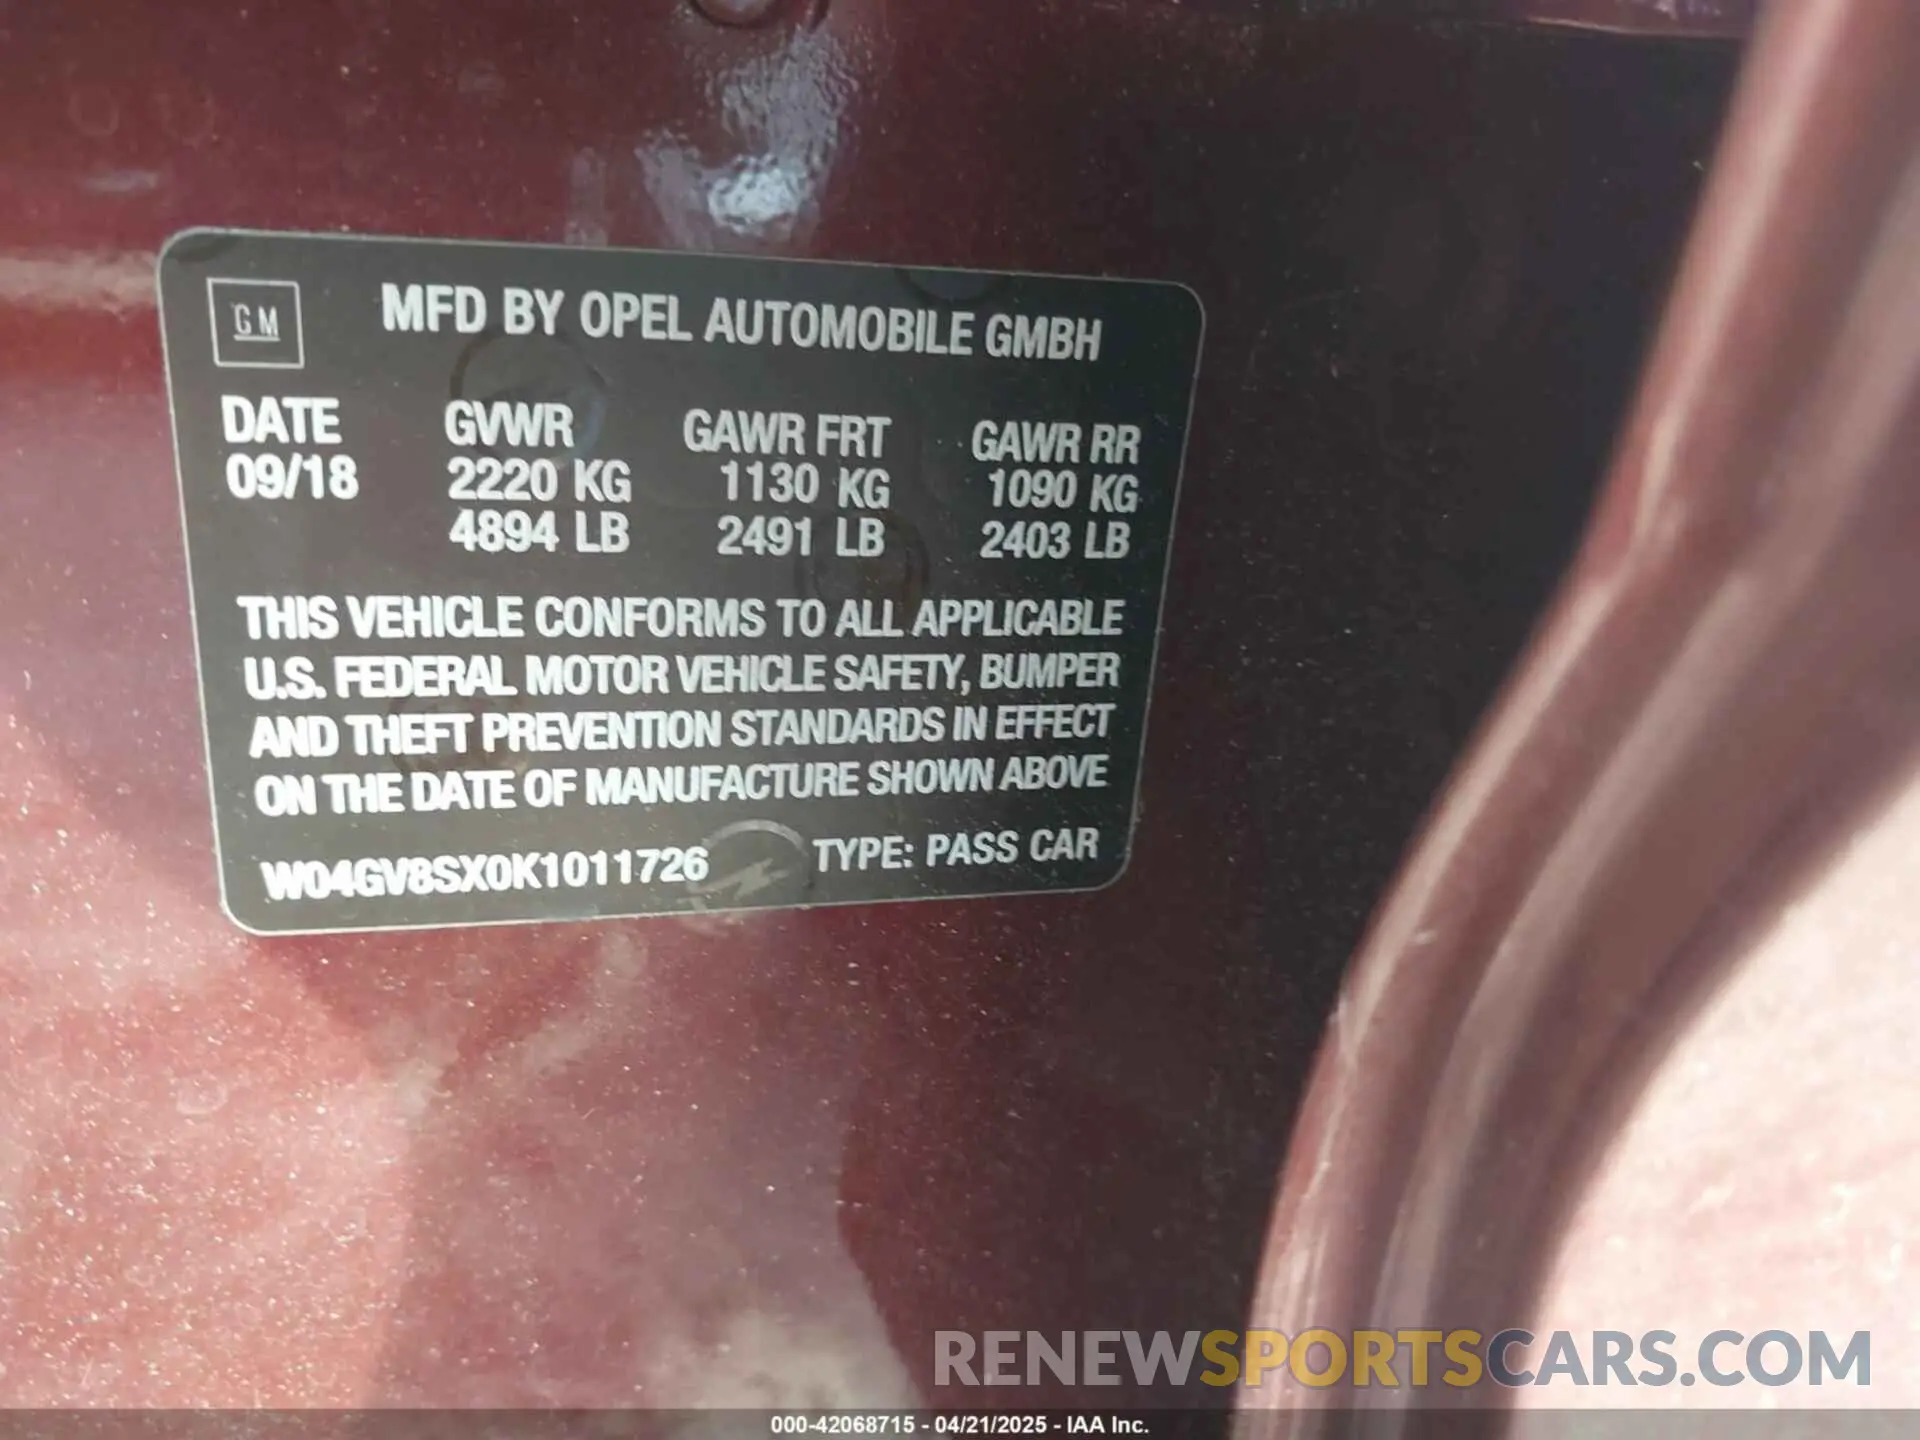 GM
MFD BY OPEL AUTOMOBILE GMBH
DATE GVWR GAWR FRT GAWR RR
09/18 2220 KG 1130 KG 1090 KG
4894 LB 2491 LB 2403 LB
THIS VEHICLE CONFORMS TO ALL APPLICABLE
U.S. FEDERAL MOTOR VEHICLE SAFETY, BUMPER
AND THEFT PREVENTION STANDARDS IN EFFECT
ON THE DATE OF MANUFACTURE SHOWN ABOVE
W04GV8SX0K1011726 TYPE: PASS CAR
RENEWSPORTSCARS.COM
000-42068715 - 04/21/2025 - IAA Inc.